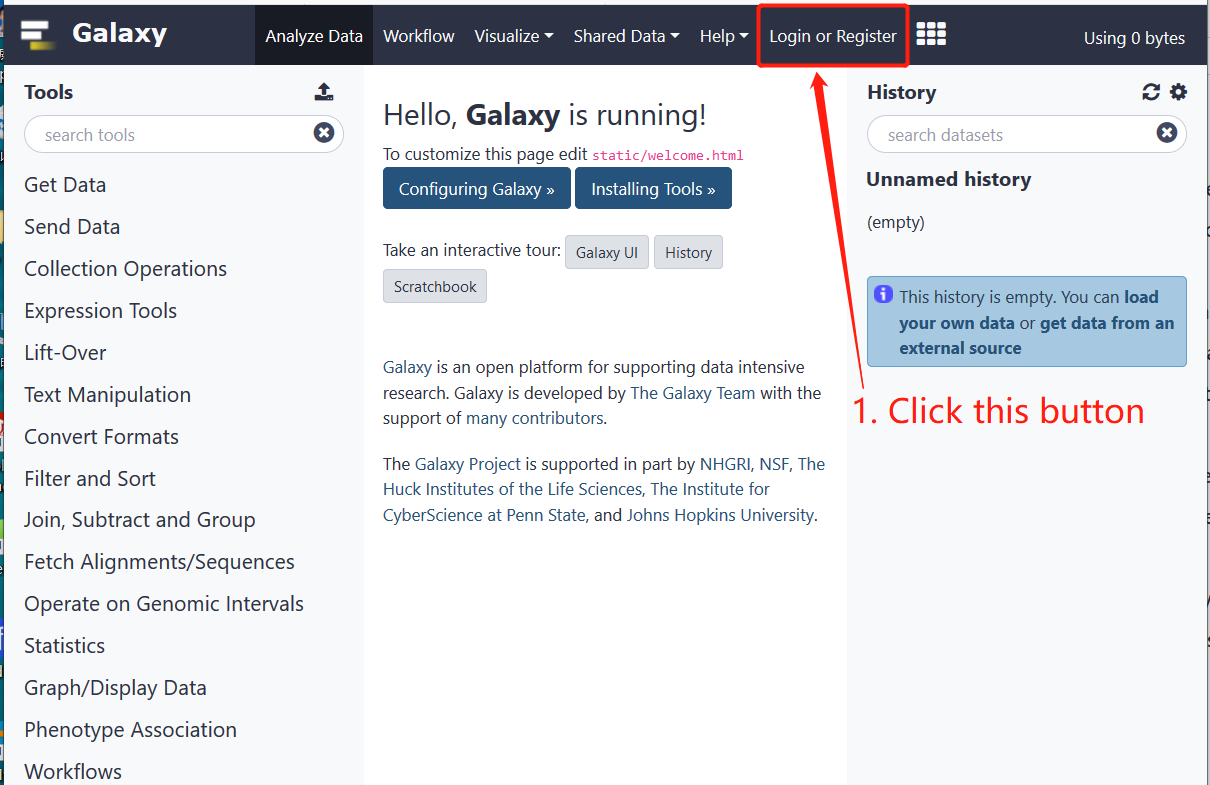 Galaxy
Analyze Data
Workflow
Visualize
Shared Data
Help
Login or Register
Using 0 bytes
Tools
search tools
Get Data
Send Data
Collection Operations
Expression Tools
Lift-Over
Text Manipulation
Convert Formats
Filter and Sort
Join, Subtract and Group
Fetch Alignments/Sequences
Operate on Genomic Intervals
Statistics
Graph/Display Data
Phenotype Association
Workflows
Hello, Galaxy is running!
To customize this page edit static/welcome.html
Configuring Galaxy »
Installing Tools »
Take an interactive tour: Galaxy UI History
Scratchbook
Galaxy is an open platform for supporting data intensive
research. Galaxy is developed by The Galaxy Team with the
support of many contributors.
The Galaxy Project is supported in part by NHGRI, NSF, The
Huck Institutes of the Life Sciences, The Institute for
CyberScience at Penn State, and Johns Hopkins University.
History
search datasets
Unnamed history
(empty)
This history is empty. You can load
your own data or get data from an
external source
1. Click this button